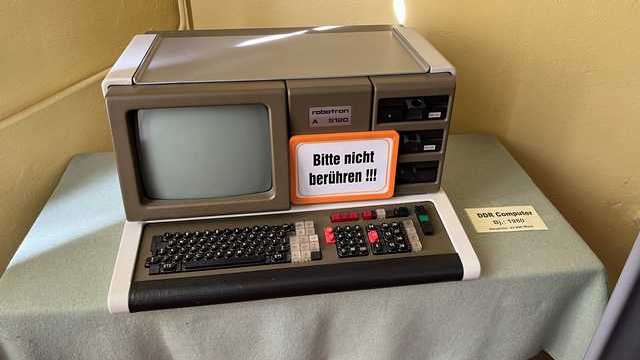 robotron
A 5120
Bitte nicht
berühren !!!
DDR Computer
Bj.: 1980